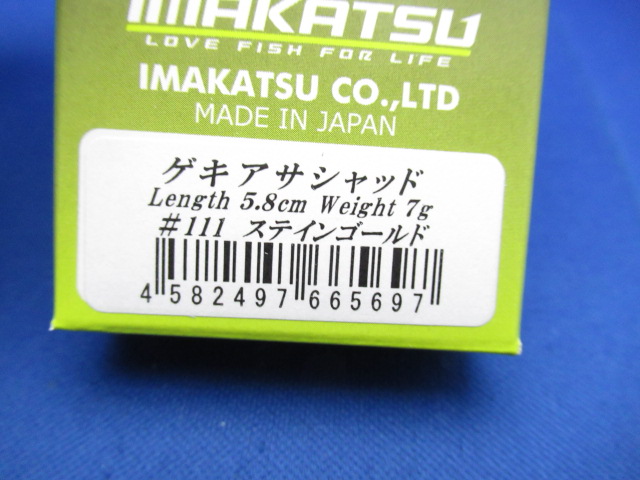 IMAKATSU
LOVE FISH FOR LIFE
IMAKATSU CO.,LTD
MADE IN JAPAN
ゲキアサシャッド
Length 5.8cm Weight 7g
#111 ステインゴールド
4 582497 665697